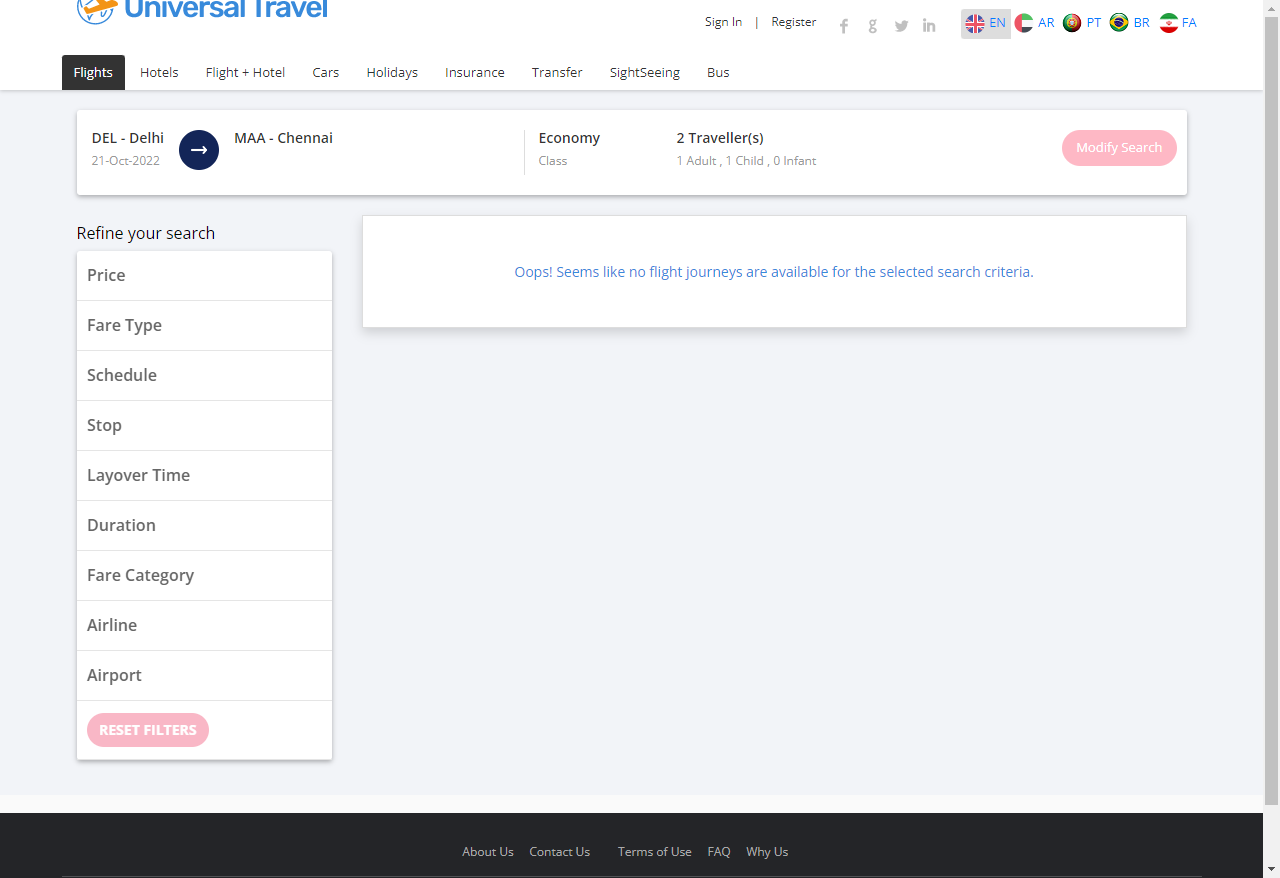 Universal Travel
Sign In | Register
EN AR PT BR FA
Flights Hotels Flight + Hotel Cars Holidays Insurance Transfer SightSeeing Bus
DEL - Delhi → MAA - Chennai Economy 2 Traveller(s) Modify Search
21-Oct-2022 Class 1 Adult , 1 Child , 0 Infant
Refine your search
Oops! Seems like no flight journeys are available for the selected search criteria.
Price
Fare Type
Schedule
Stop
Layover Time
Duration
Fare Category
Airline
Airport
RESET FILTERS
About Us Contact Us Terms of Use FAQ Why Us